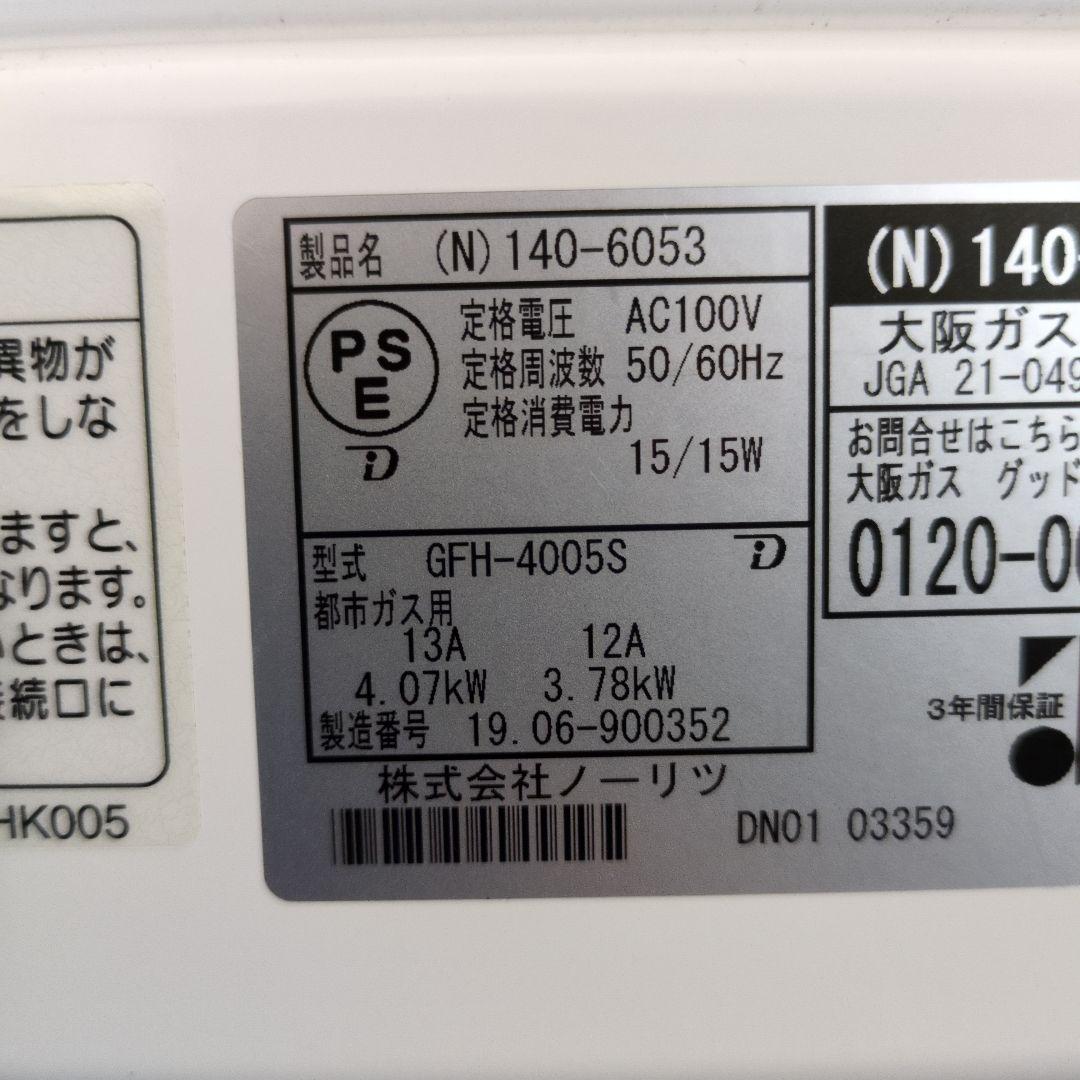 異物が
をしな
ますと、
なります。
いときは、
続口に
HK005
製品名 (N)140-6053
PSE
定格電圧 AC100V
定格周波数 50/60Hz
定格消費電力
15/15W
型式 GFH-4005S
都市ガス用
13A 12A
4.07kW 3.78kW
製造番号 19.06-900352
株式会社ノーリツ
DN01 03359
(N)140-
大阪ガス
JGA 21-049
お問合せはこちら
大阪ガス グッド
0120-0
3年間保証